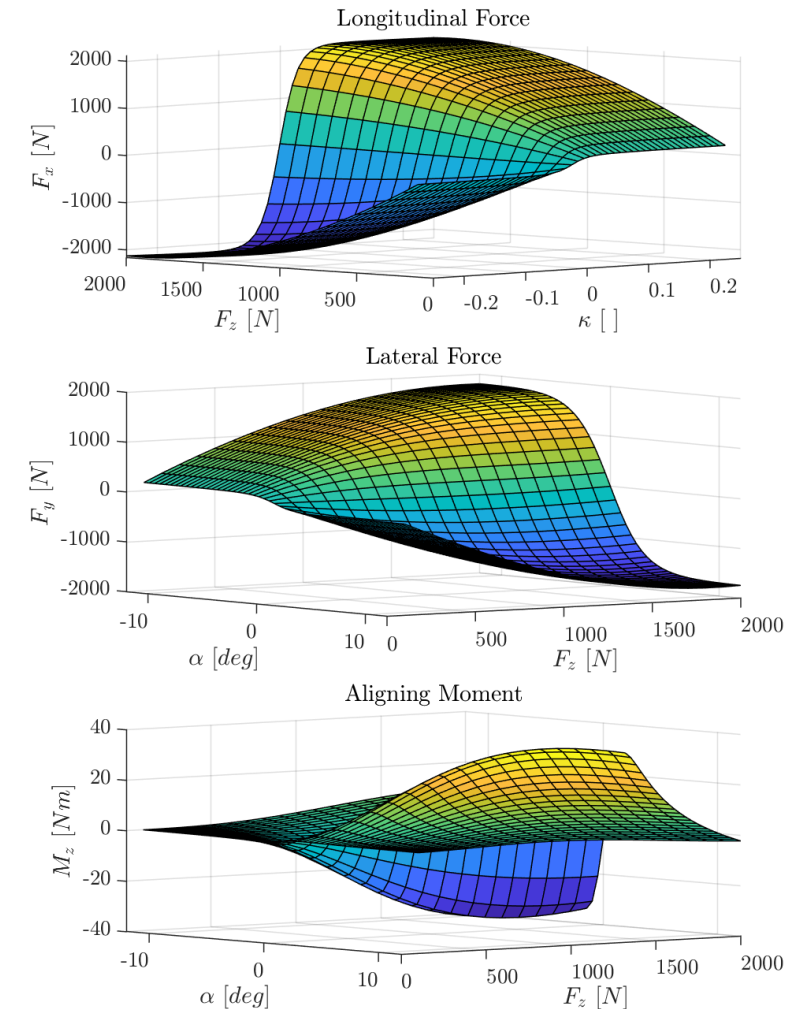 Longitudinal Force
2000
1000
0
-1000
-2000
F_x [N]
2000 1500 1000 500 0
F_z [N]
-0.2 -0.1 0 0.1 0.2
κ [ ]
Lateral Force
2000
1000
0
-1000
-2000
F_y [N]
-10 0 10
α [deg]
0 500 1000 1500 2000
F_z [N]
Aligning Moment
40
20
0
-20
-40
M_z [Nm]
-10 0 10
α [deg]
0 500 1000 1500 2000
F_z [N]